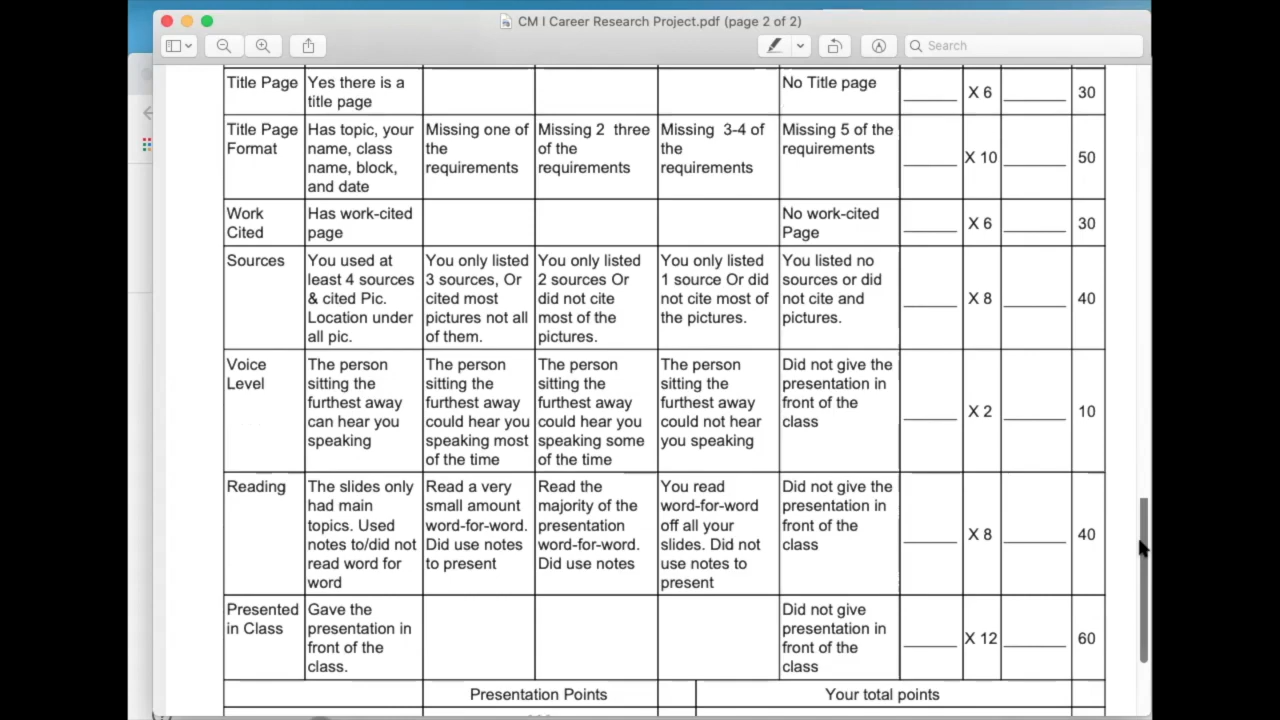 CM I Career Research Project.pdf (page 2 of 2)
Search
Title Page
Yes there is a
title page
No Title page
______ X 6 ______ 30
Title Page
Format
Has topic, your
name, class
name, block,
and date
Missing one of
the
requirements
Missing 2 three
of the
requirements
Missing 3-4 of
the
requirements
Missing 5 of the
requirements
______ X 10 ______ 50
Work
Cited
Has work-cited
page
No work-cited
Page
______ X 6 ______ 30
Sources
You used at
least 4 sources
& cited Pic.
Location under
all pic.
You only listed
3 sources, Or
cited most
pictures not all
of them.
You only listed
2 sources Or
did not cite
most of the
pictures.
You only listed
1 source Or did
not cite most of
the pictures.
You listed no
sources or did
not cite and
pictures.
______ X 8 ______ 40
Voice
Level
The person
sitting the
furthest away
can hear you
speaking
The person
sitting the
furthest away
could hear you
speaking most
of the time
The person
sitting the
furthest away
could hear you
speaking some
of the time
The person
sitting the
furthest away
could not hear
you speaking
Did not give the
presentation in
front of the
class
______ X 2 ______ 10
Reading
The slides only
had main
topics. Used
notes to/did not
read word for
word
Read a very
small amount
word-for-word.
Did use notes
to present
Read the
majority of the
presentation
word-for-word.
Did use notes
You read
word-for-word
off all your
slides. Did not
use notes to
present
Did not give the
presentation in
front of the
class
______ X 8 ______ 40
Presented
in Class
Gave the
presentation in
front of the
class.
Did not give
presentation in
front of the
class
______ X 12 ______ 60
Presentation Points
Your total points